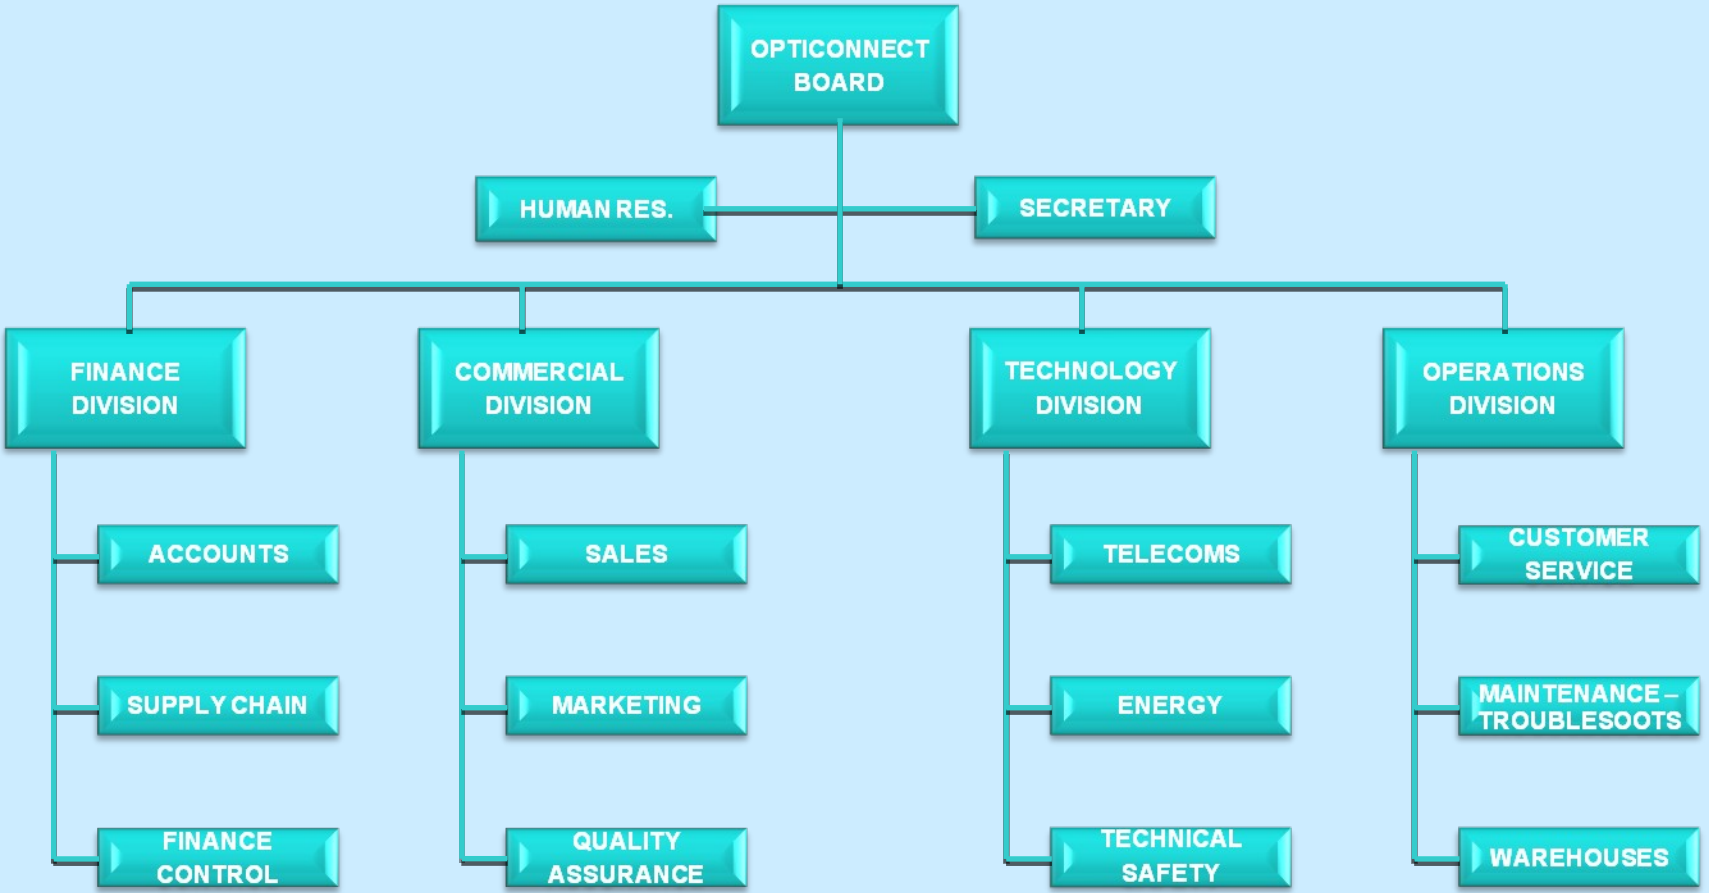 OPTICONNECT
BOARD
HUMAN RES.
SECRETARY
FINANCE
DIVISION
COMMERCIAL
DIVISION
TECHNOLOGY
DIVISION
OPERATIONS
DIVISION
ACCOUNTS
SALES
TELECOMS
CUSTOMER
SERVICE
SUPPLY CHAIN
MARKETING
ENERGY
MAINTENANCE –
TROUBLESOOTS
FINANCE
CONTROL
QUALITY
ASSURANCE
TECHNICAL
SAFETY
WAREHOUSES